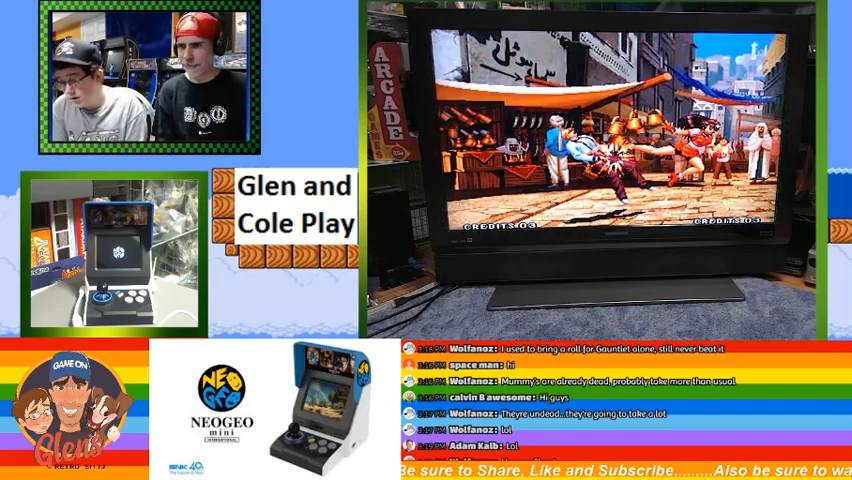 ARCADE
CREDITS 03
CREDITS 03
Glen and
Cole Play
3:16 PM Wolfanoz: I used to bring a roll for Gauntlet alone, still never beat it
3:16 PM space man: hi
3:16 PM Wolfanoz: Mummy's are already dead, probably take more than usual
3:16 PM calvin B awesome: Hi guys
3:17 PM Wolfanoz: Theyre undead...they're going to take a lot
3:17 PM Wolfanoz: lol
3:19 PM Adam Kalb: Lol
GAME ON
Glens
RETRO
NEO
GEO
NEOGEO
mini
INTERNATIONAL
SNK 40th
The Future Is Now
Be sure to Share, Like and Subscribe.........Also be sure to wa